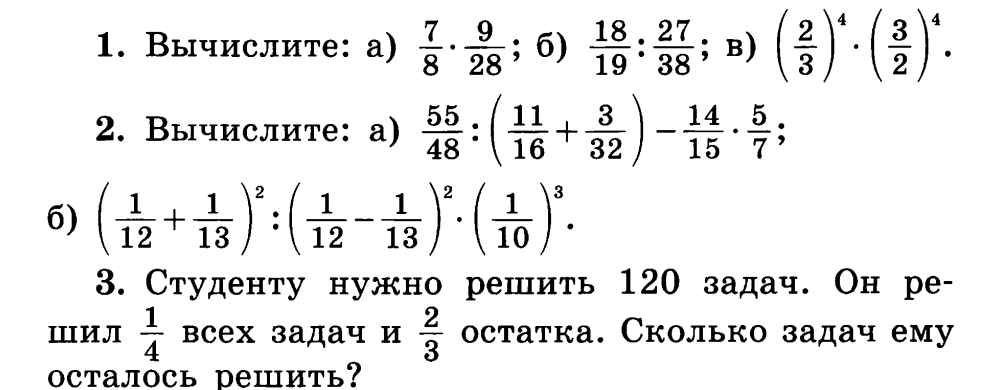 1. Вычислите: а) 7/8 · 9/28; б) 18/19 : 27/38; в) (2/3)⁴ · (3/2)⁴.
2. Вычислите: а) 55/48 : (11/16 + 3/32) − 14/15 · 5/7;
б) (1/12 + 1/13)² : (1/12 − 1/13)² · (1/10)³.
3. Студенту нужно решить 120 задач. Он ре-
шил 1/4 всех задач и 2/3 остатка. Сколько задач ему
осталось решить?